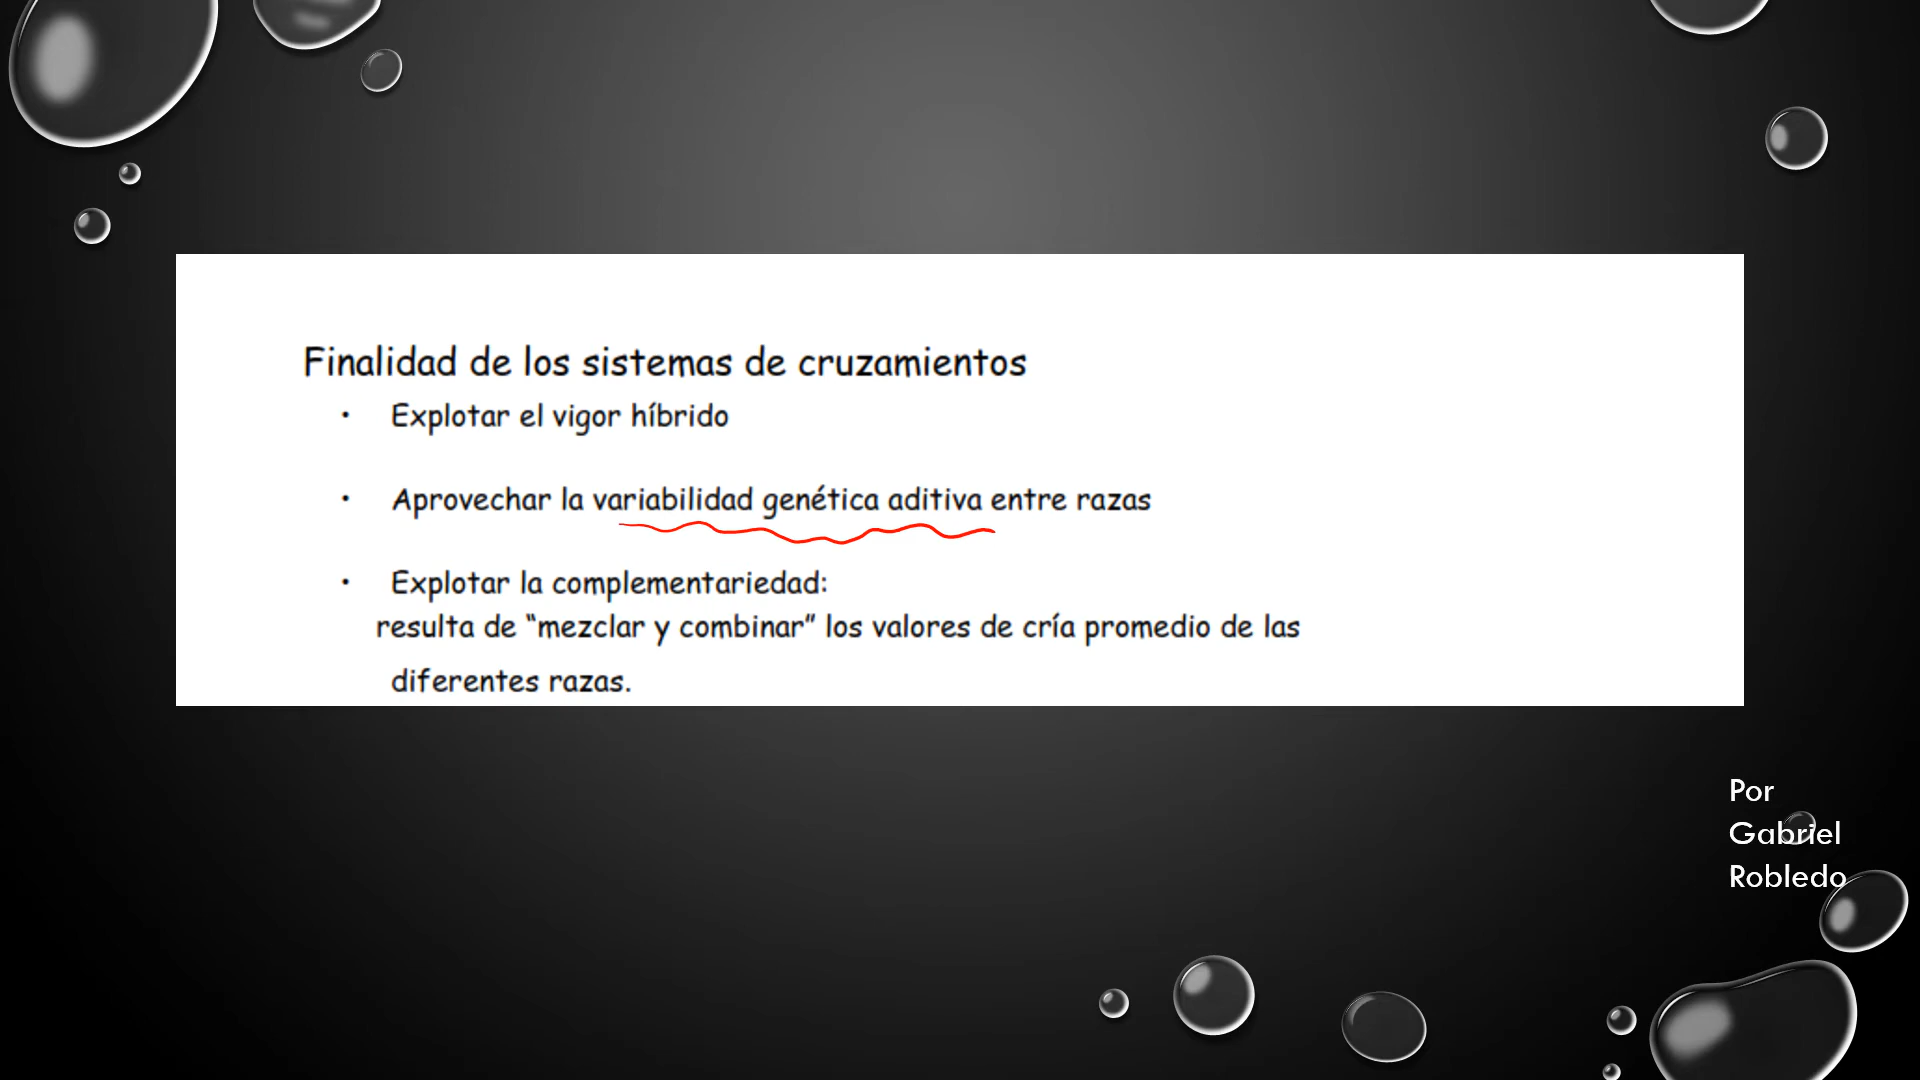 Finalidad de los sistemas de cruzamientos
• Explotar el vigor híbrido
• Aprovechar la variabilidad genética aditiva entre razas
• Explotar la complementariedad:
resulta de “mezclar y combinar” los valores de cría promedio de las
diferentes razas.
Por
Gabriel
Robledo